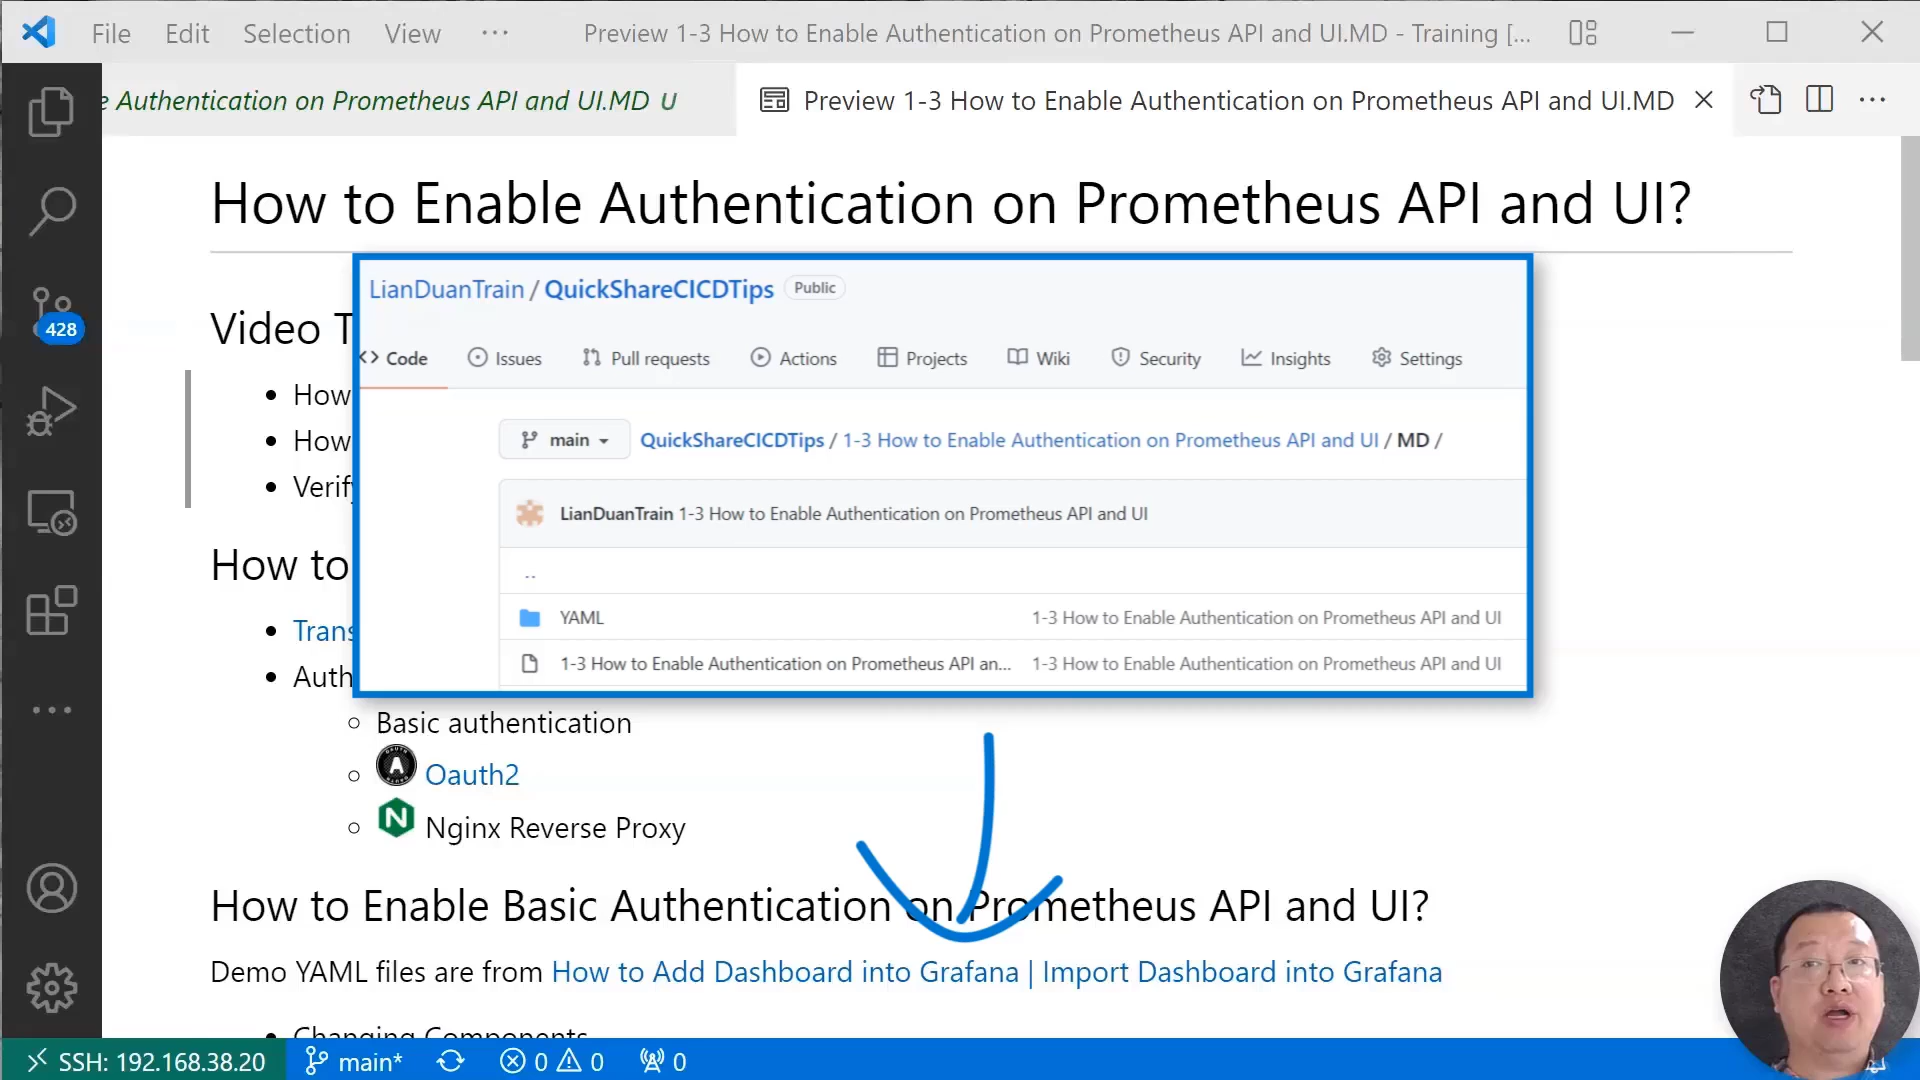 File Edit Selection View ··· Preview 1-3 How to Enable Authentication on Prometheus API and UI.MD - Training [...
e Authentication on Prometheus API and UI.MD U
Preview 1-3 How to Enable Authentication on Prometheus API and UI.MD
How to Enable Authentication on Prometheus API and UI?
LianDuanTrain / QuickShareCICDTips Public
Video T
Code Issues Pull requests Actions Projects Wiki Security Insights Settings
428
How
How
main QuickShareCICDTips / 1-3 How to Enable Authentication on Prometheus API and UI / MD /
Verify
LianDuanTrain 1-3 How to Enable Authentication on Prometheus API and UI
How to
..
YAML 1-3 How to Enable Authentication on Prometheus API and UI
Trans
1-3 How to Enable Authentication on Prometheus API an... 1-3 How to Enable Authentication on Prometheus API and UI
Auth
Basic authentication
Oauth2
Nginx Reverse Proxy
How to Enable Basic Authentication on Prometheus API and UI?
Demo YAML files are from How to Add Dashboard into Grafana | Import Dashboard into Grafana
Changing Components
SSH: 192.168.38.20 main* 0 0 0